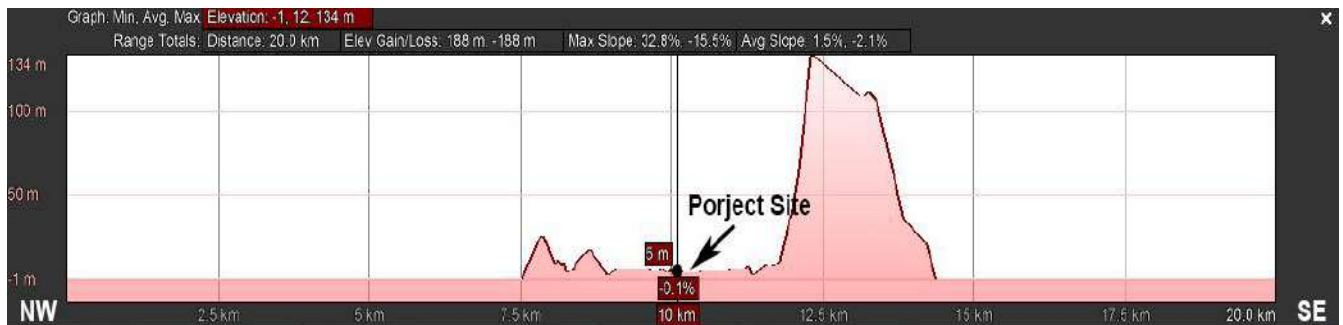 Graph: Min, Avg, Max Elevation: -1, 12, 134 m
x
Range Totals: Distance: 20.0 km Elev Gain/Loss: 188 m, -188 m Max Slope: 32.8%, -15.5% Avg Slope: 1.5%, -2.1%
134 m
100 m
50 m
Porject Site
5 m
-1 m
-0.1%
NW 2.5 km 5 km 7.5 km 10 km 12.5 km 15 km 17.5 km 20.0 km SE